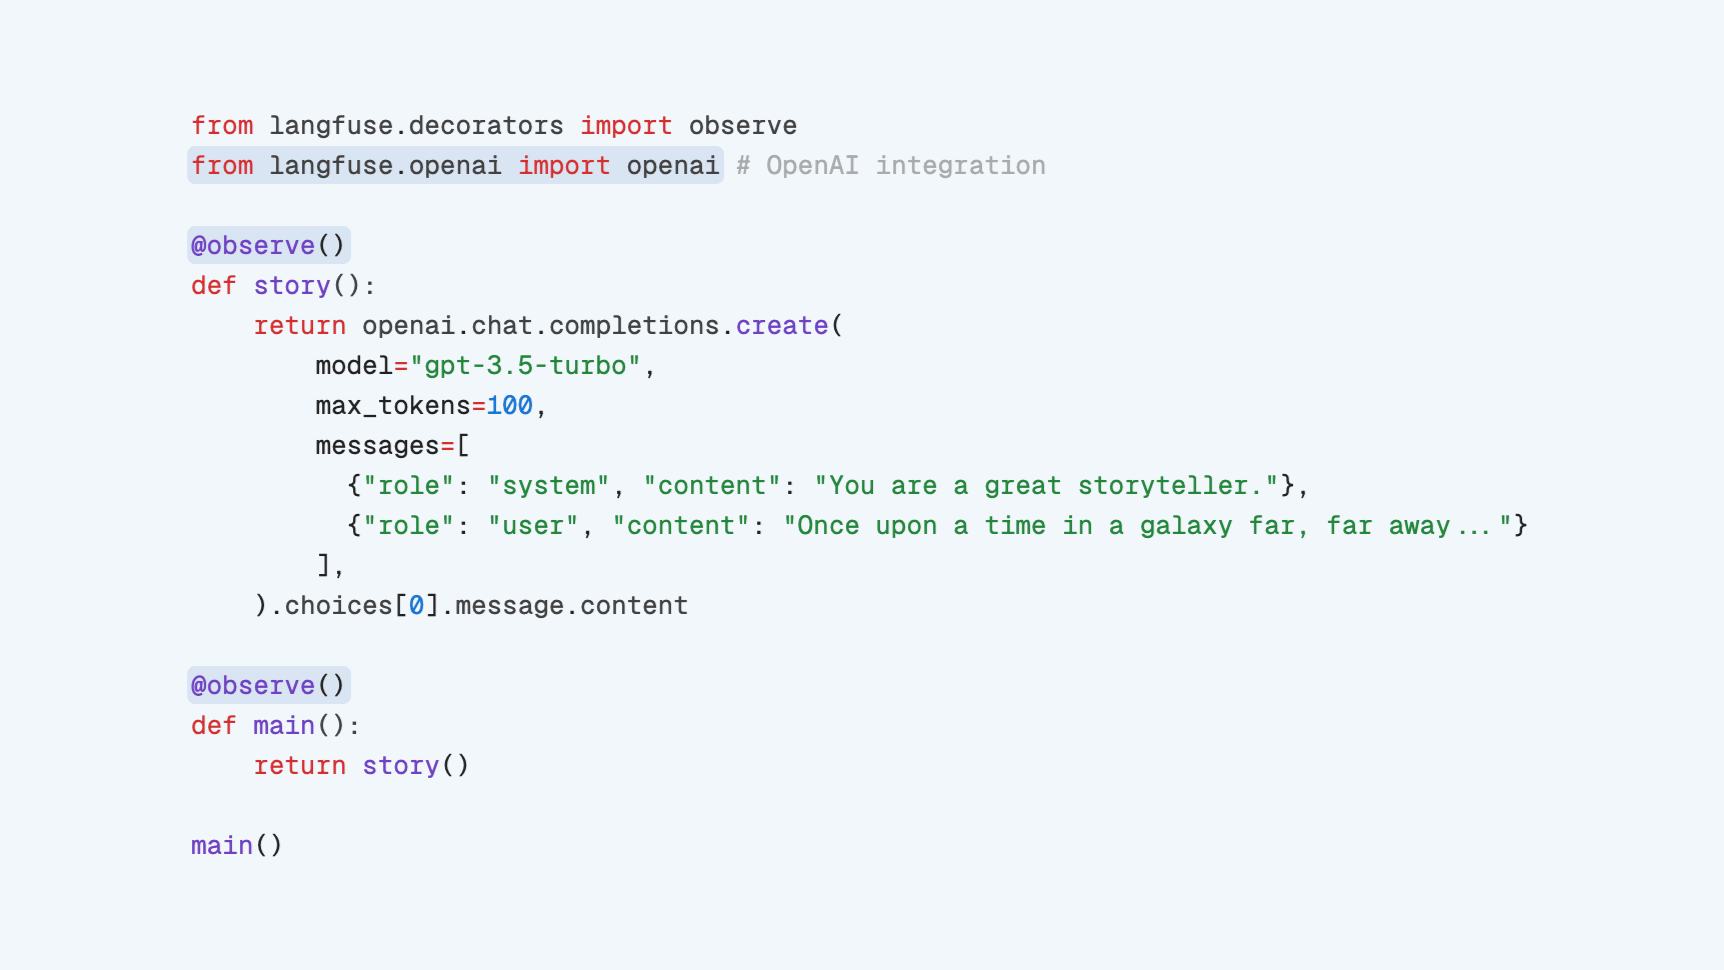 from langfuse.decorators import observe
from langfuse.openai import openai # OpenAI integration

@observe()
def story():
    return openai.chat.completions.create(
        model="gpt-3.5-turbo",
        max_tokens=100,
        messages=[
          {"role": "system", "content": "You are a great storyteller."},
          {"role": "user", "content": "Once upon a time in a galaxy far, far away..."}
        ],
    ).choices[0].message.content

@observe()
def main():
    return story()

main()